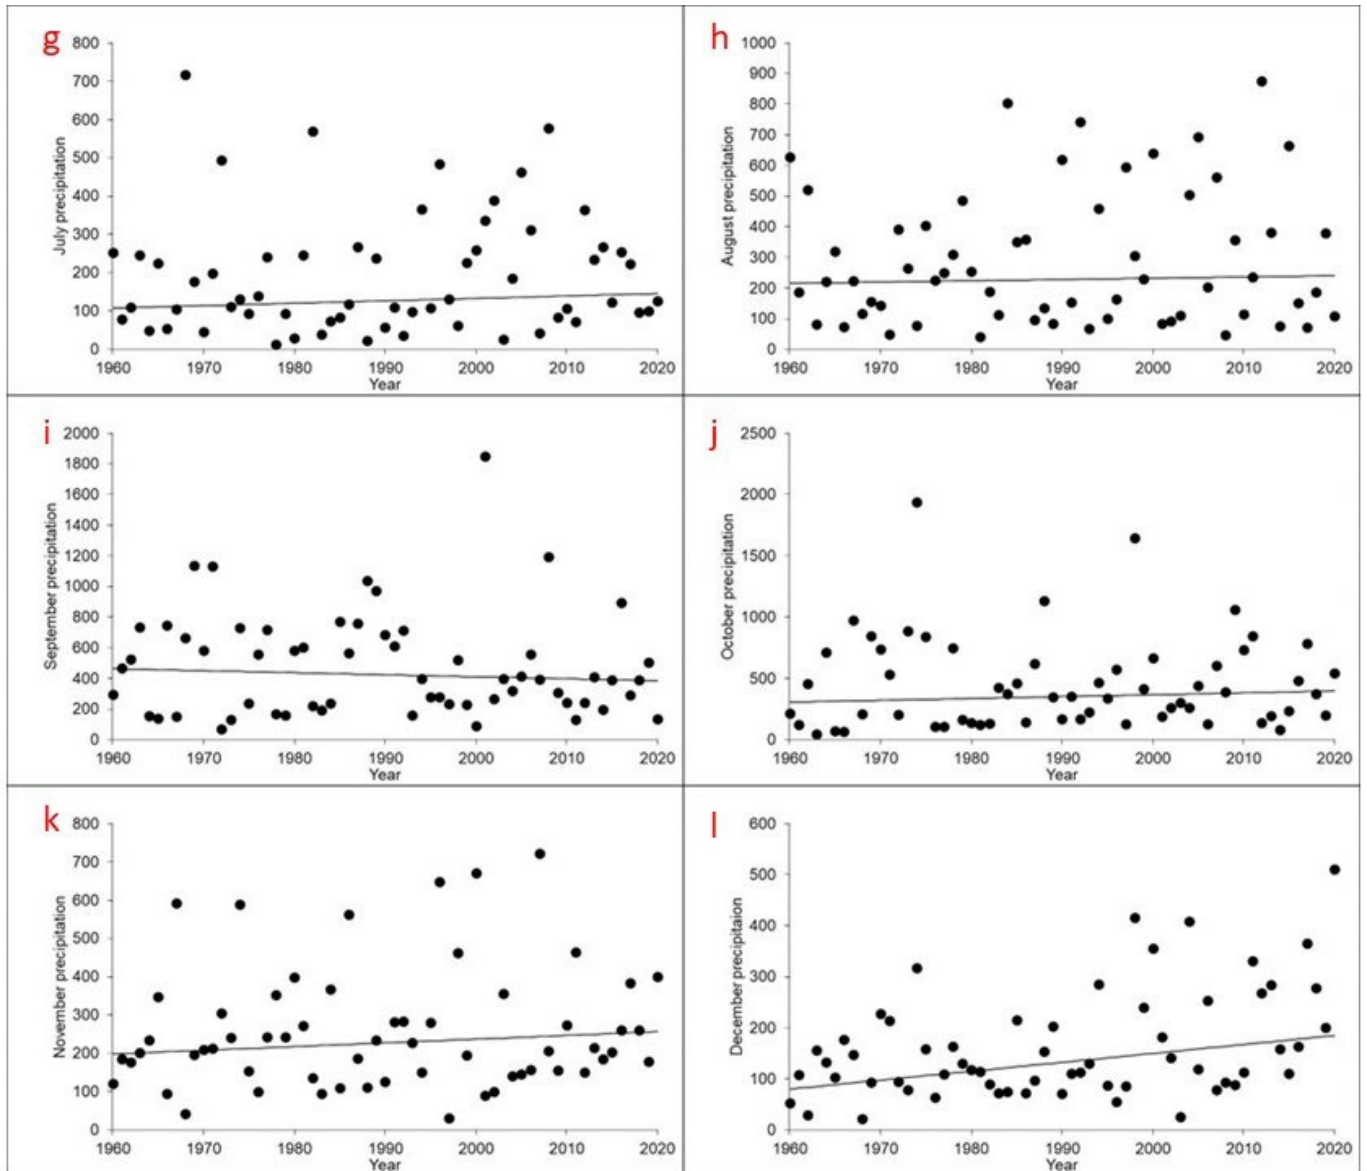 g
800
700
600
500
400
300
200
100
0
July precipitation
1960 1970 1980 1990 2000 2010 2020
Year
h
1000
900
800
700
600
500
400
300
200
100
0
August precipitation
1960 1970 1980 1990 2000 2010 2020
Year
i
2000
1800
1600
1400
1200
1000
800
600
400
200
0
September precipitation
1960 1970 1980 1990 2000 2010 2020
Year
j
2500
2000
1500
1000
500
0
October precipitation
1960 1970 1980 1990 2000 2010 2020
Year
k
800
700
600
500
400
300
200
100
0
November precipitation
1960 1970 1980 1990 2000 2010 2020
Year
l
600
500
400
300
200
100
0
December precipitaion
1960 1970 1980 1990 2000 2010 2020
Year